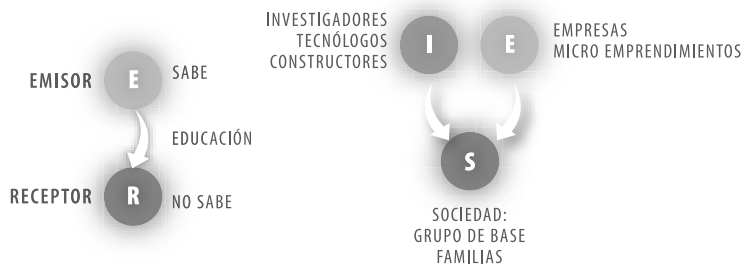 EMISOR
E
SABE
EDUCACIÓN
RECEPTOR
R
NO SABE
INVESTIGADORES
TECNÓLOGOS
CONSTRUCTORES
I
E
EMPRESAS
MICRO EMPRENDIMIENTOS
S
SOCIEDAD:
GRUPO DE BASE
FAMILIAS